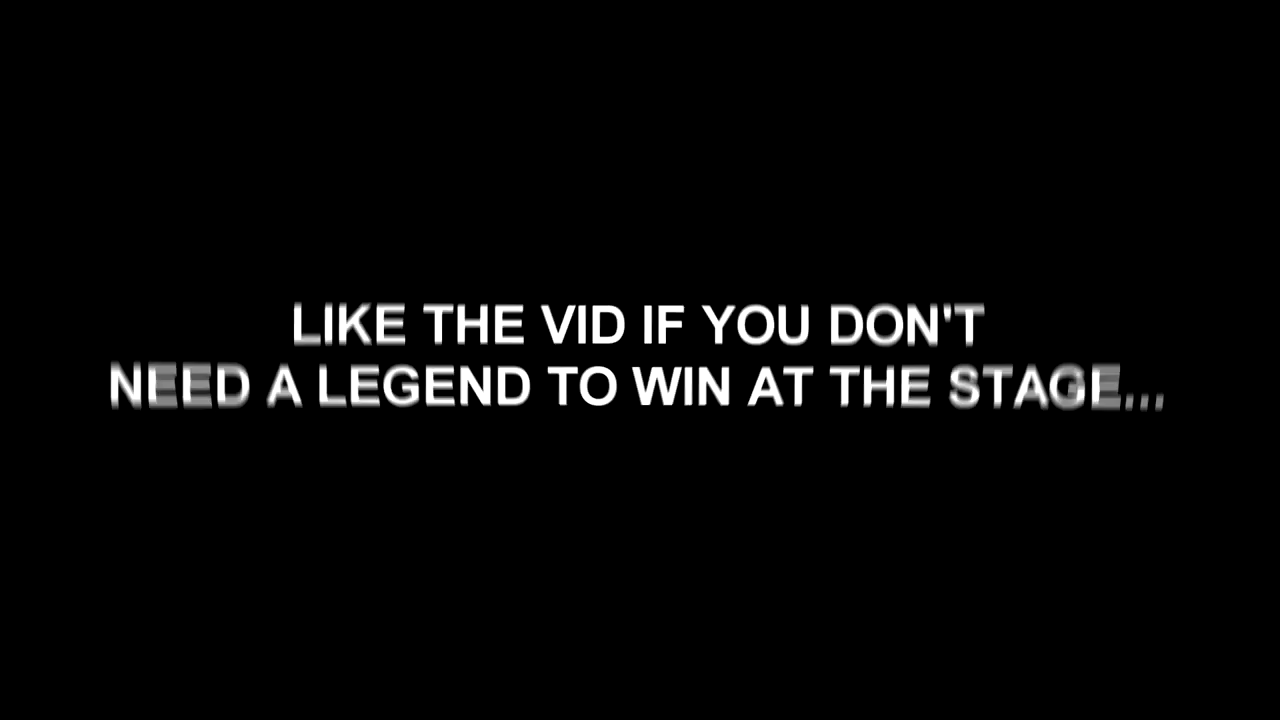 LIKE THE VID IF YOU DON'T
NEED A LEGEND TO WIN AT THE STAGE...